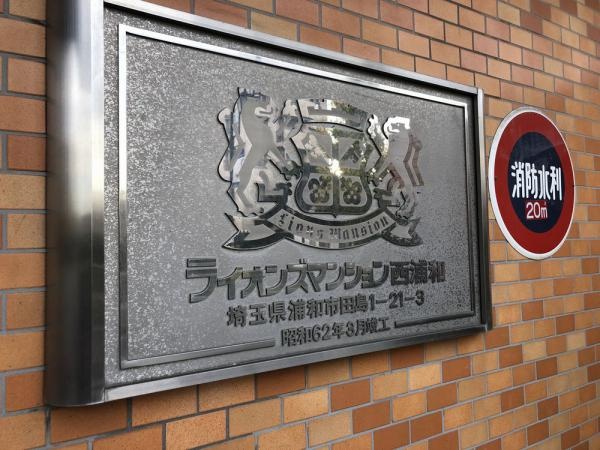 Lions Mansion
ライオンズマンション西浦和
埼玉県浦和市田島1-21-3
昭和62年3月竣工
消防水利
20㎥